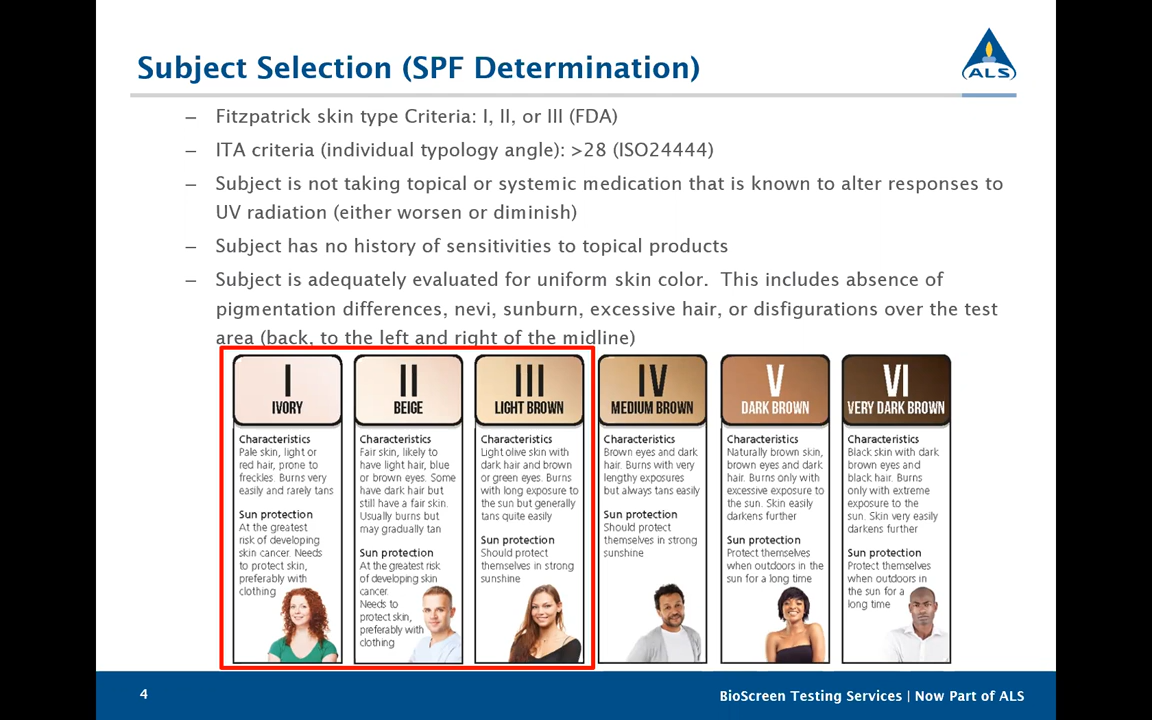 Subject Selection (SPF Determination)
ALS
– Fitzpatrick skin type Criteria: I, II, or III (FDA)
– ITA criteria (individual typology angle): >28 (ISO24444)
– Subject is not taking topical or systemic medication that is known to alter responses to
UV radiation (either worsen or diminish)
– Subject has no history of sensitivities to topical products
– Subject is adequately evaluated for uniform skin color. This includes absence of
pigmentation differences, nevi, sunburn, excessive hair, or disfigurations over the test
area (back, to the left and right of the midline)
I
IVORY
Characteristics
Pale skin, light or
red hair, prone to
freckles. Burns very
easily and rarely tans
Sun protection
At the greatest
risk of developing
skin cancer. Needs
to protect skin,
preferably with
clothing
II
BEIGE
Characteristics
Fair skin, likely to
have light hair, blue
or brown eyes. Some
have dark hair but
still have a fair skin.
Usually burns but
may gradually tan
Sun protection
At the greatest risk
of developing skin
cancer.
Needs to
protect skin,
preferably with
clothing
III
LIGHT BROWN
Characteristics
Light olive skin with
dark hair and brown
or green eyes. Burns
with long exposure to
the sun but generally
tans quite easily
Sun protection
Should protect
themselves in strong
sunshine
IV
MEDIUM BROWN
Characteristics
Brown eyes and dark
hair. Burns with very
lengthy exposures
but always tans easily
Sun protection
Should protect
themselves in strong
sunshine
V
DARK BROWN
Characteristics
Naturally brown skin,
brown eyes and dark
hair. Burns only with
excessive exposure to
the sun. Skin easily
darkens further
Sun protection
Protect themselves
when outdoors in the
sun for a long time
VI
VERY DARK BROWN
Characteristics
Black skin with dark
brown eyes and
black hair. Burns
only with extreme
exposure to the
sun. Skin very easily
darkens further
Sun protection
Protect themselves
when outdoors in
the sun for a
long time
4
BioScreen Testing Services | Now Part of ALS